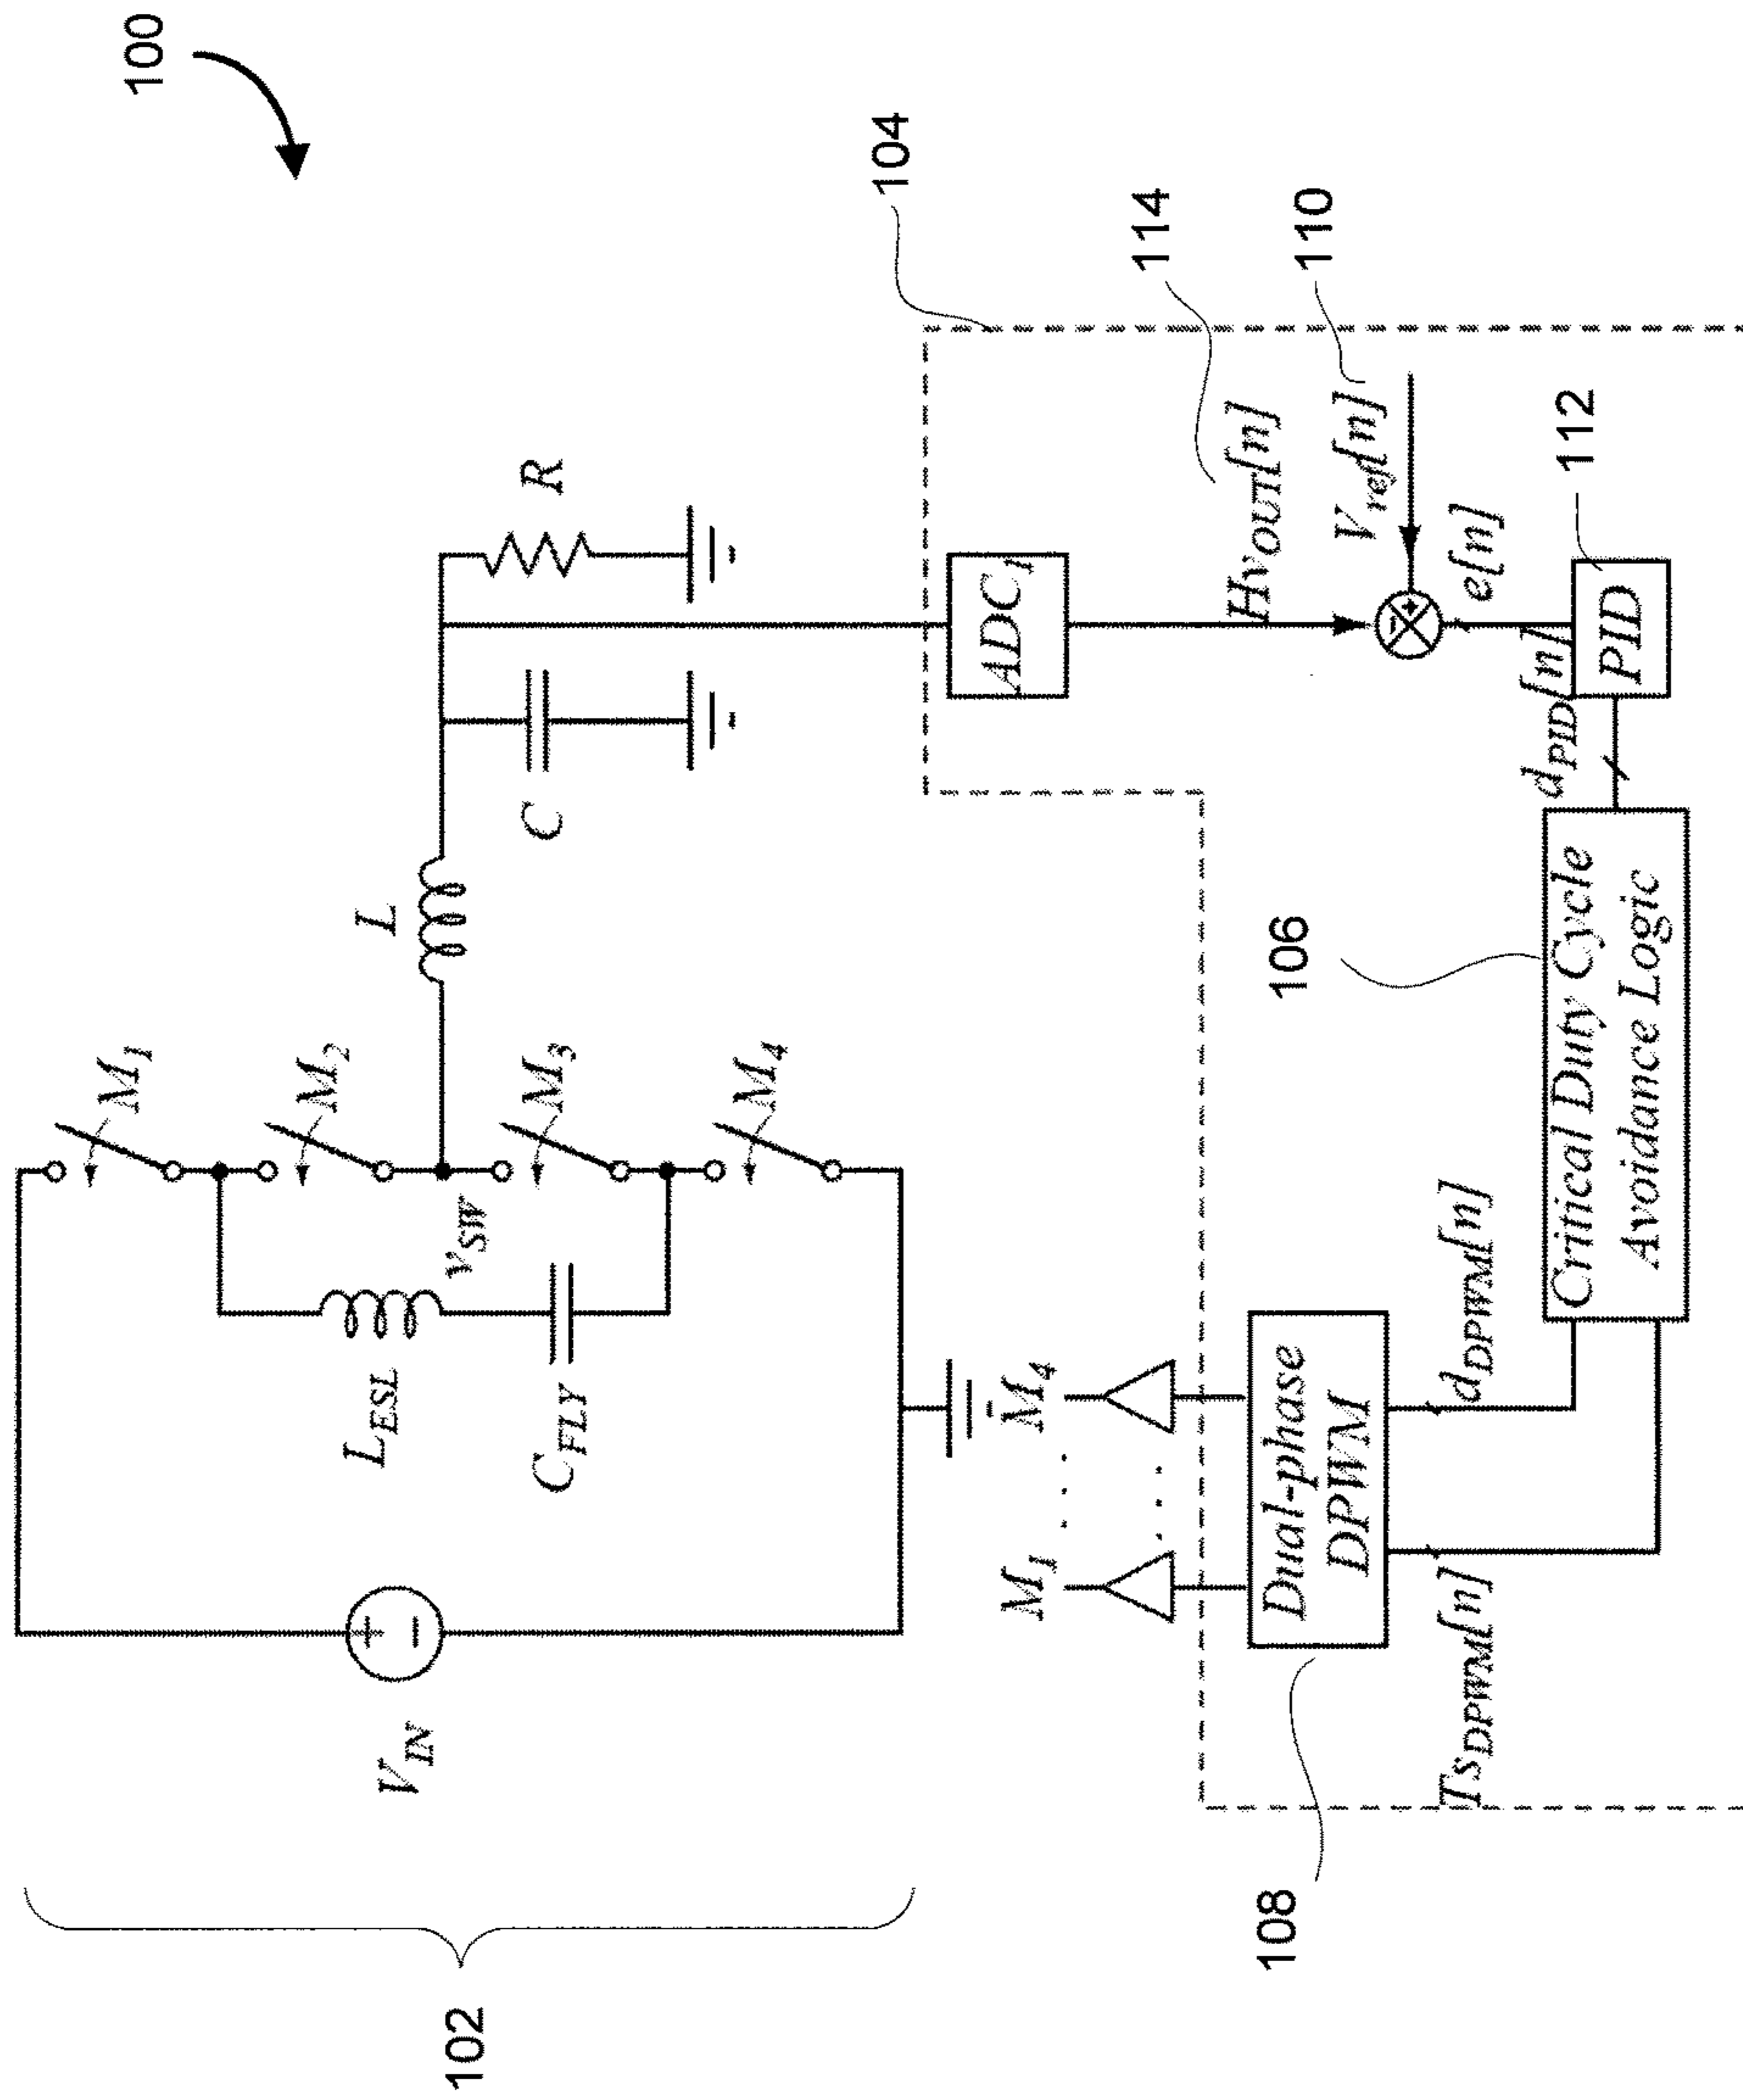 100
102
V_IN
L_ESL
C_FLY
v_SW
M_1
M_2
M_3
M_4
L
C
R
104
M_1 . . . M̄_4
. . .
108
Dual-phase
DPWM
ADC_1
114
Hv_OUT[n]
110
V_ref[n]
e[n]
112
PID
d_PID[n]
106
Critical Duty Cycle
Avoidance Logic
d_DPWM[n]
Ts_DPWM[n]